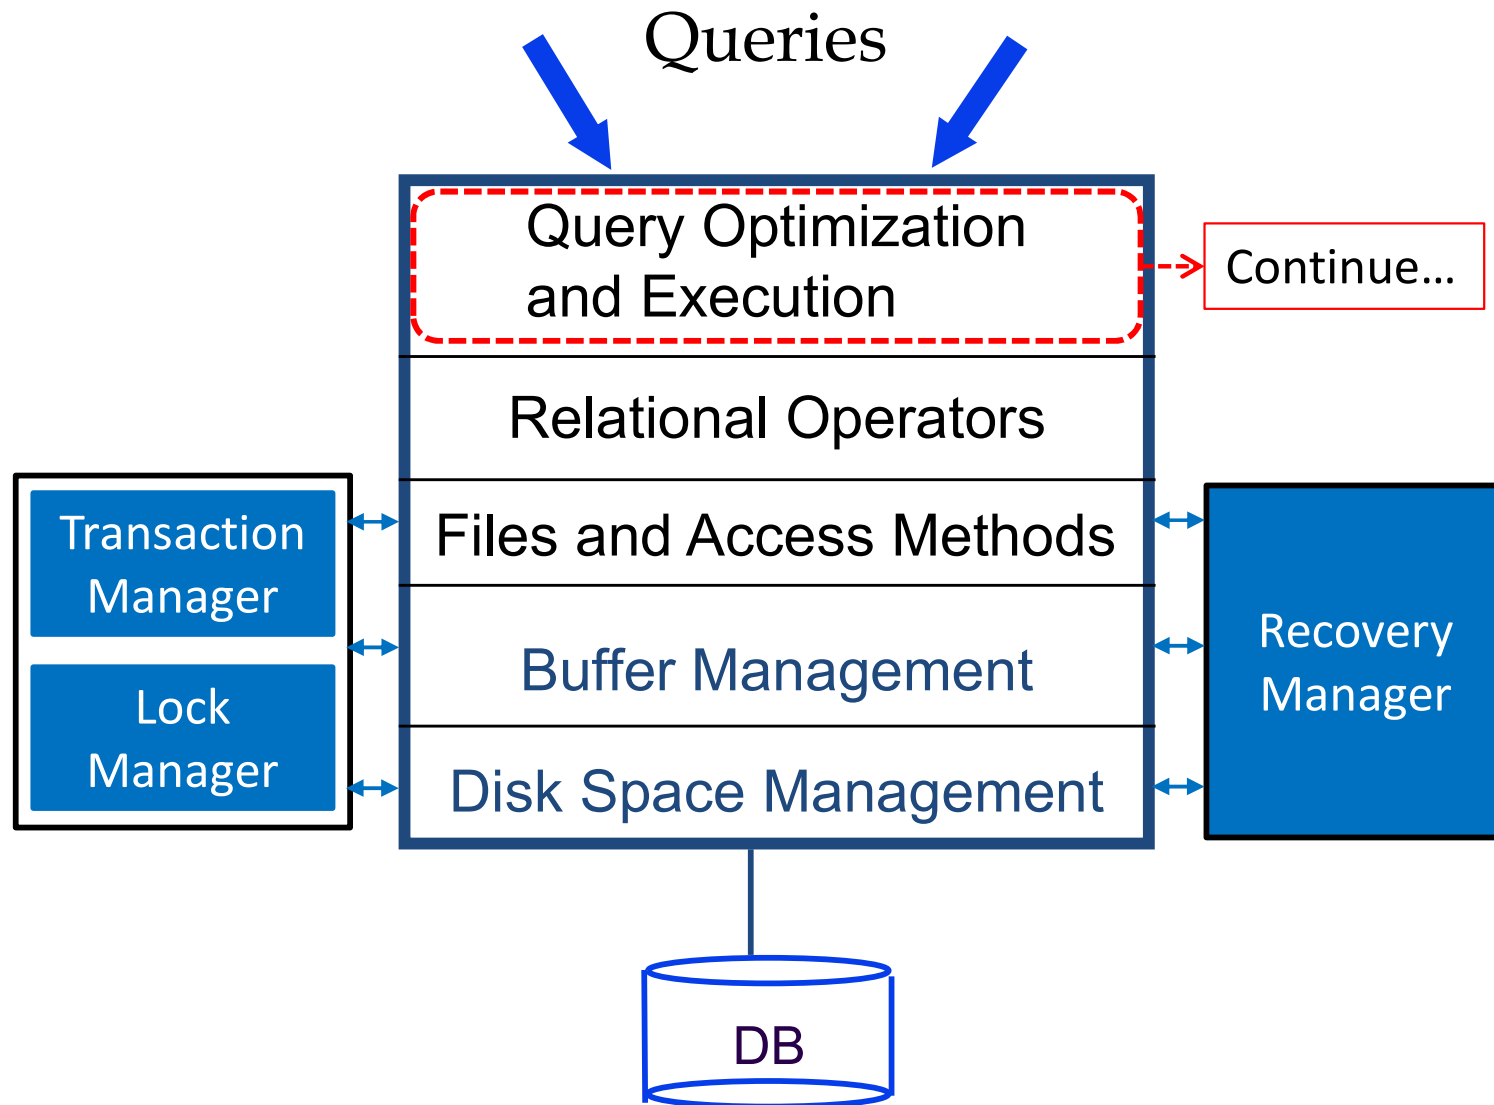 Queries
Query Optimization
and Execution
Continue…
Relational Operators
Files and Access Methods
Buffer Management
Disk Space Management
Transaction
Manager
Lock
Manager
Recovery
Manager
DB